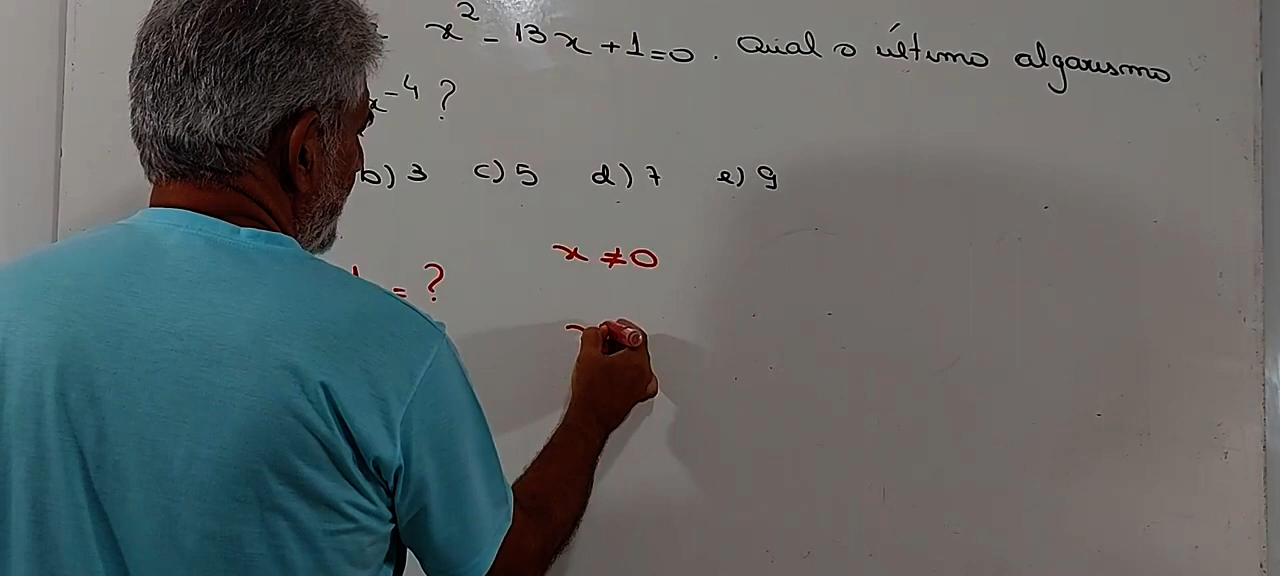 x² - 13x + 1 = 0. Qual o último algarismo
x⁻⁴ ?
b) 3 c) 5 d) 7 e) 9
= ? x ≠ 0